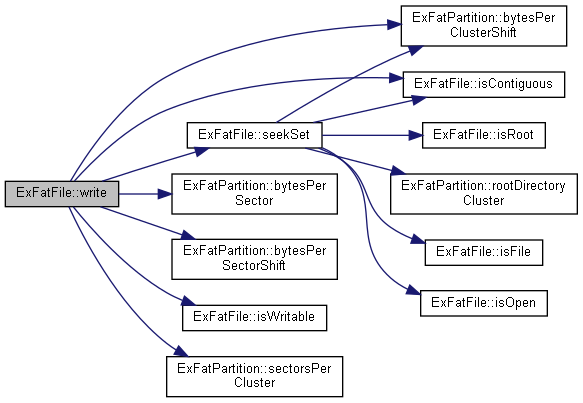 ExFatFile::write
ExFatFile::seekSet
ExFatPartition::bytesPer
Sector
ExFatPartition::bytesPer
SectorShift
ExFatFile::isWritable
ExFatPartition::sectorsPer
Cluster
ExFatPartition::bytesPer
ClusterShift
ExFatFile::isContiguous
ExFatFile::isRoot
ExFatPartition::rootDirectory
Cluster
ExFatFile::isFile
ExFatFile::isOpen